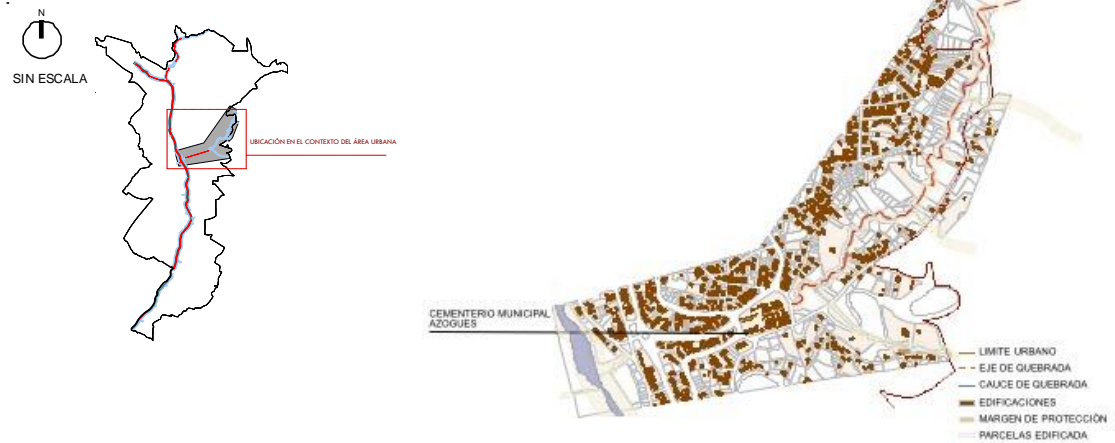 N
SIN ESCALA
UBICACIÓN EN EL CONTEXTO DEL ÁREA URBANA
CEMENTERIO MUNICIPAL
AZOGUES
LIMITE URBANO
EJE DE QUEBRADA
CAUCE DE QUEBRADA
EDIFICACIONES
MARGEN DE PROTECCIÒN
PARCELAS EDIFICADA